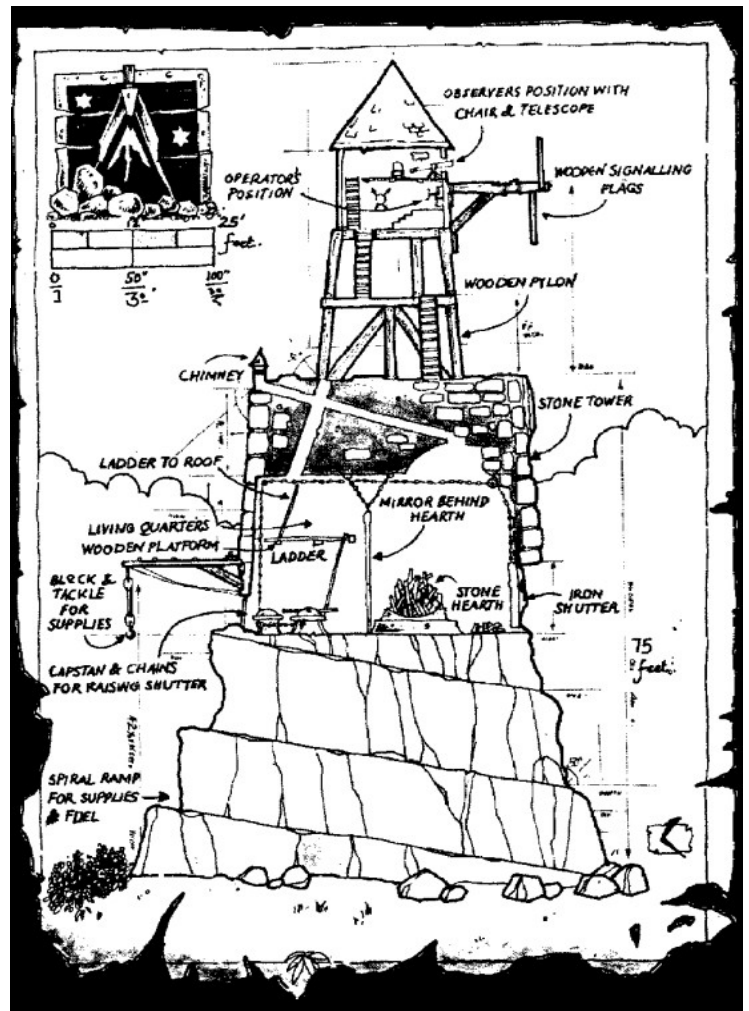 OBSERVERS POSITION WITH
CHAIR & TELESCOPE
OPERATOR'S
POSITION
WOODEN SIGNALLING
FLAGS
0 12' 25'
feet.
0 50" 100"
WOODEN PYLON
CHIMNEY
STONE TOWER
LADDER TO ROOF
LIVING QUARTERS
WOODEN PLATFORM
LADDER
MIRROR BEHIND
HEARTH
BLOCK &
TACKLE
FOR
SUPPLIES
STONE
HEARTH
IRON
SHUTTER
CAPSTAN & CHAINS
FOR RAISING SHUTTER
75
feet.
SPIRAL RAMP
FOR SUPPLIES
& FUEL